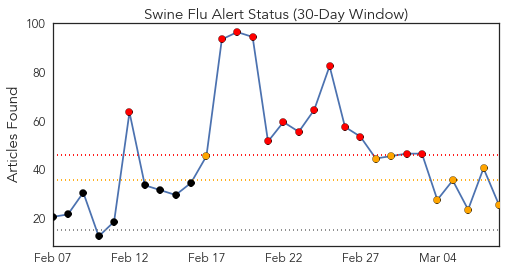 Swine Flu Alert Status (30-Day Window)
Articles Found
100
80
60
40
20
Feb 07 Feb 12 Feb 17 Feb 22 Feb 27 Mar 04